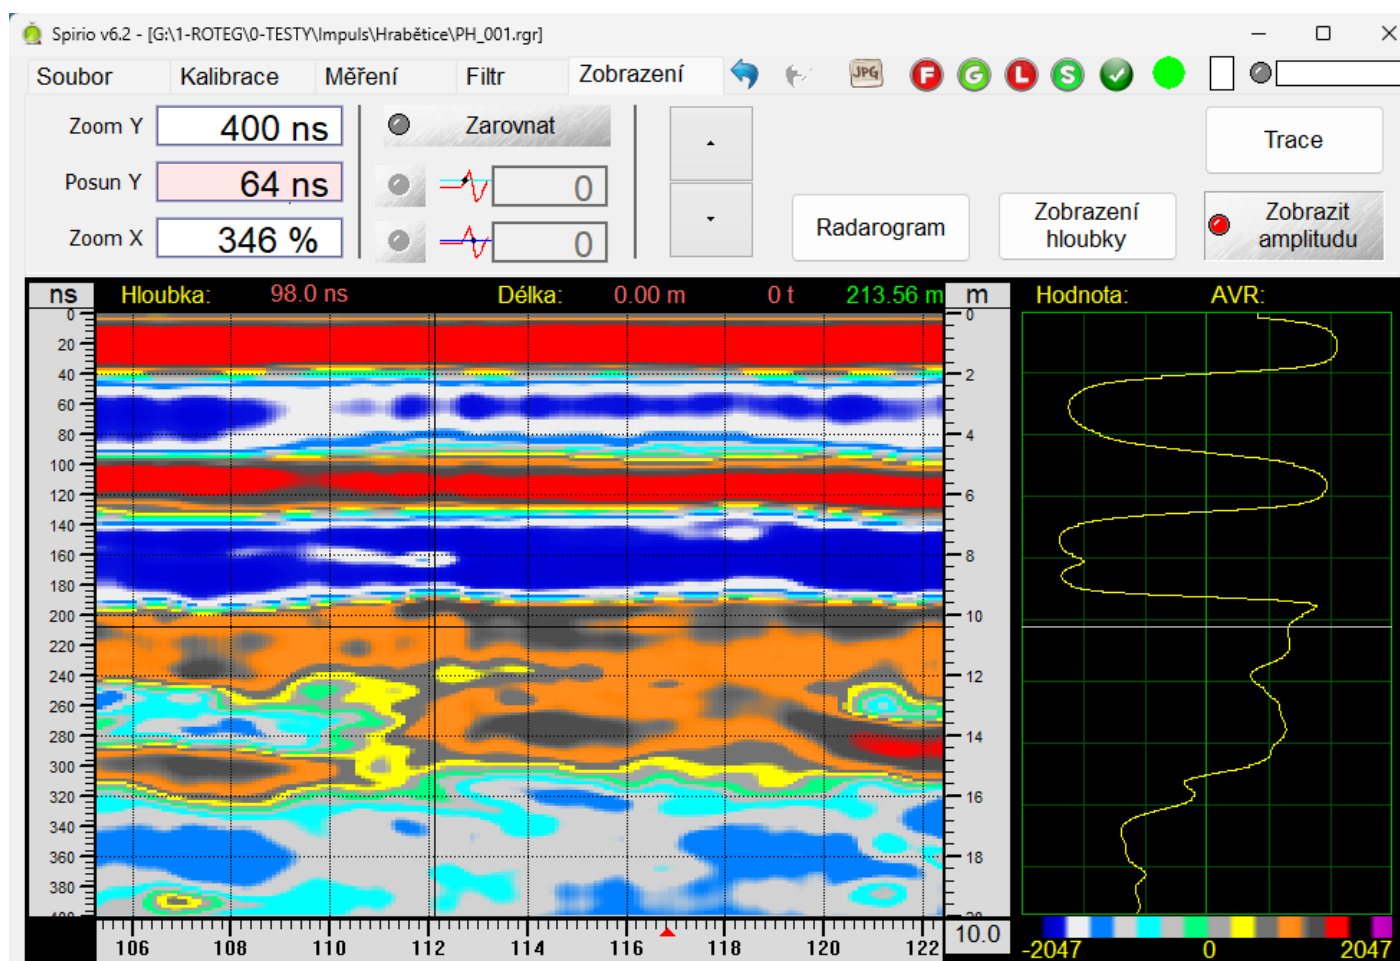 Spirio v6.2 - [G:\1-ROTEG\0-TESTY\Impuls\Hrabětice\PH_001.rgr]
Soubor Kalibrace Měření Filtr Zobrazení JPG F G L S
Zoom Y 400 ns Zarovnat
Posun Y 64 ns 0
Zoom X 346 % 0
Trace
Radarogram
Zobrazení
hloubky
Zobrazit
amplitudu
ns Hloubka: 98.0 ns Délka: 0.00 m 0 t 213.56 m m Hodnota: AVR:
0 0
20
40 2
60
80 4
100
120 6
140
160 8
180
200 10
220
240 12
260
280 14
300
320 16
340
360 18
380
400 20
106 108 110 112 114 116 118 120 122 10.0
-2047 0 2047